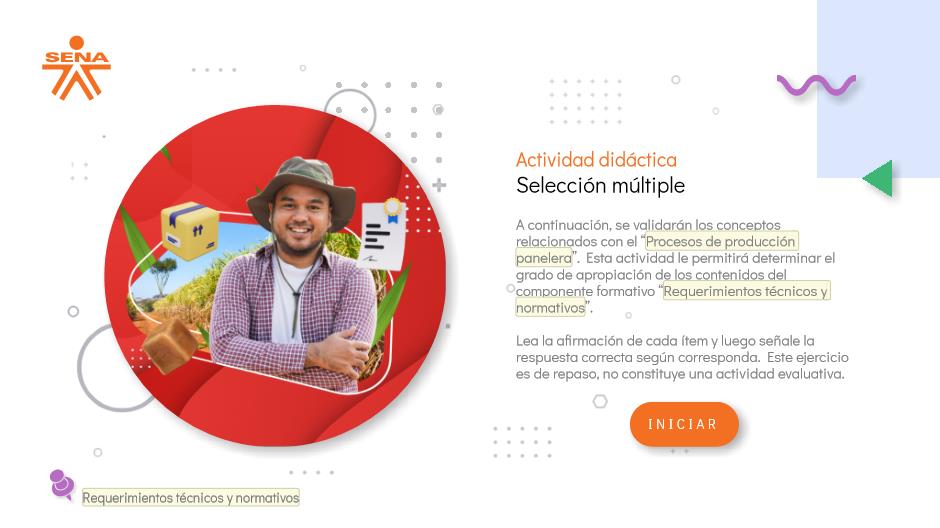 SENA
Actividad didáctica
Selección múltiple
A continuación, se validarán los conceptos
relacionados con el “Procesos de producción
panelera”. Esta actividad le permitirá determinar el
grado de apropiación de los contenidos del
componente formativo “Requerimientos técnicos y
normativos”.
Lea la afirmación de cada ítem y luego señale la
respuesta correcta según corresponda. Este ejercicio
es de repaso, no constituye una actividad evaluativa.
INICIAR
Requerimientos técnicos y normativos